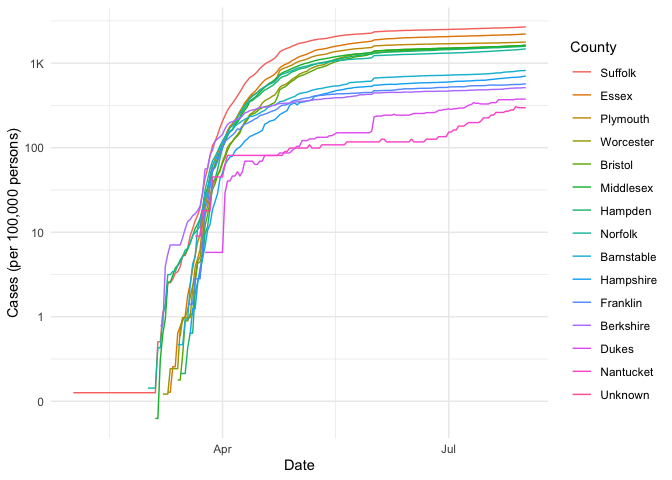 Cases (per 100,000 persons)
1K
100
10
1
0
Apr
Jul
Date
County
Suffolk
Essex
Plymouth
Worcester
Bristol
Middlesex
Hampden
Norfolk
Barnstable
Hampshire
Franklin
Berkshire
Dukes
Nantucket
Unknown